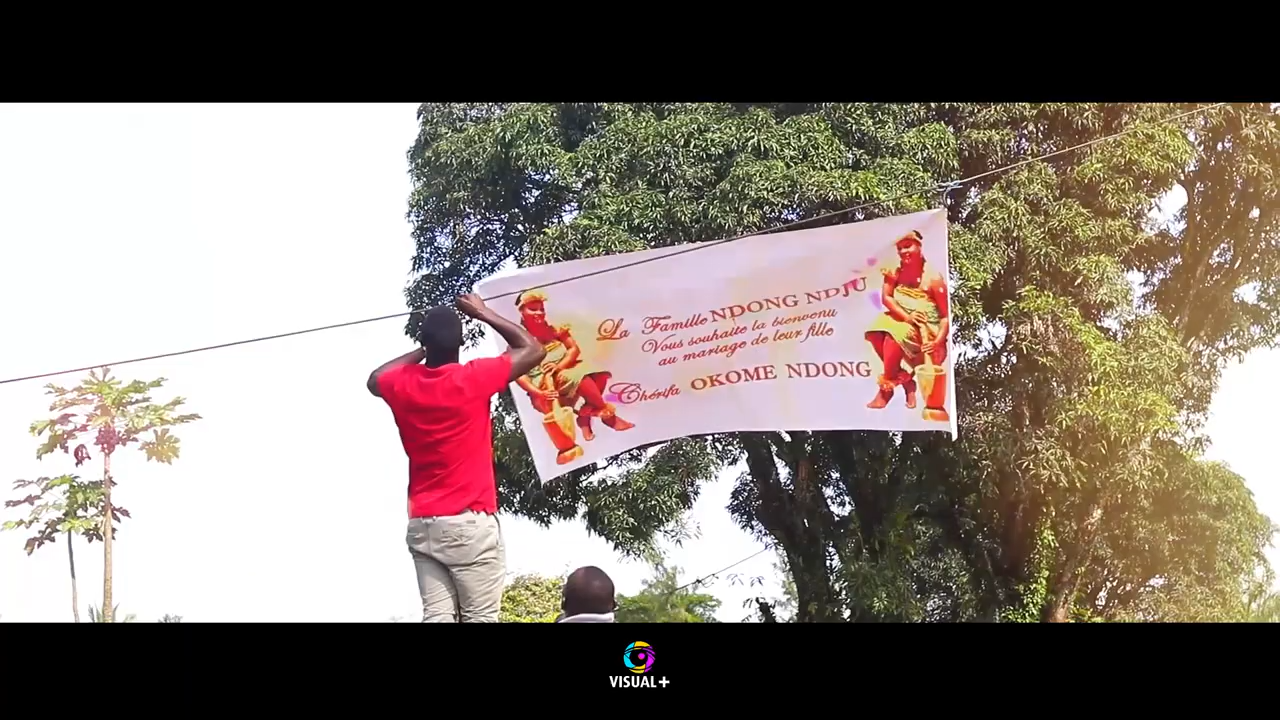 La Famille NDONG NDJU
Vous souhaite la bienvenu
au mariage de leur fille
Chérifa OKOME NDONG
VISUAL+